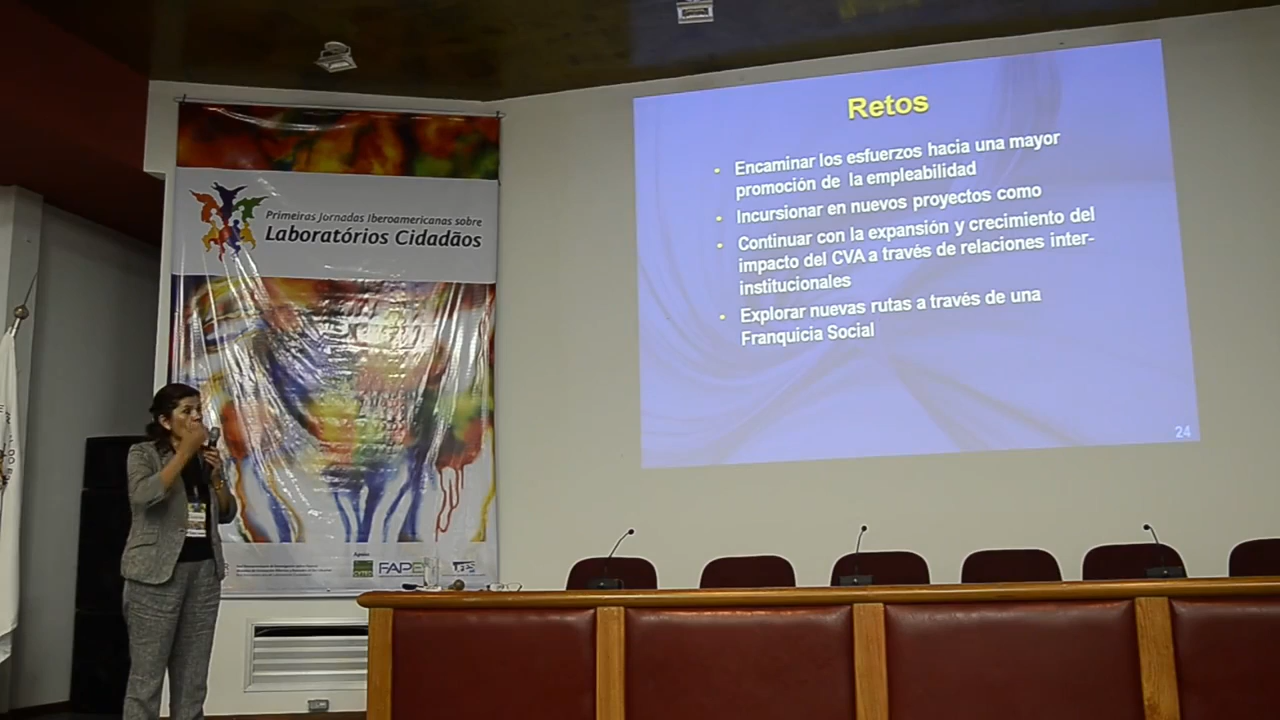 Primeiras Jornadas Iberoamericanas sobre
Laboratórios Cidadãos
Apoio:
FAPE
Retos
• Encaminar los esfuerzos hacia una mayor
promoción de la empleabilidad
• Incursionar en nuevos proyectos como
• Continuar con la expansión y crecimiento del
impacto del CVA a través de relaciones inter-
institucionales
• Explorar nuevas rutas a través de una
Franquicia Social
24